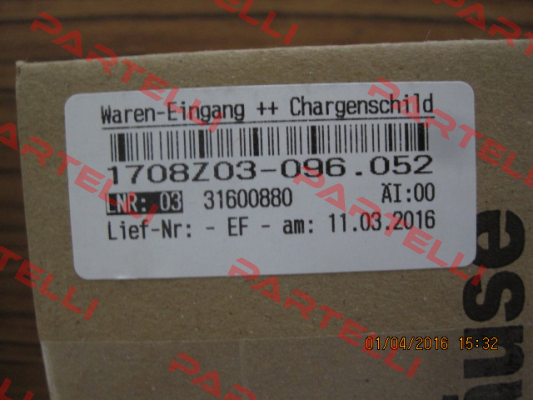 Waren-Eingang ++ Chargenschild
1708Z03-096.052
LNR: 03 31600880 ÄI:00
Lief-Nr: - EF - am: 11.03.2016
use
01/04/2016 15:32
PARTELLI
PARTELLI
PARTELLI
PARTELLI
PARTELLI